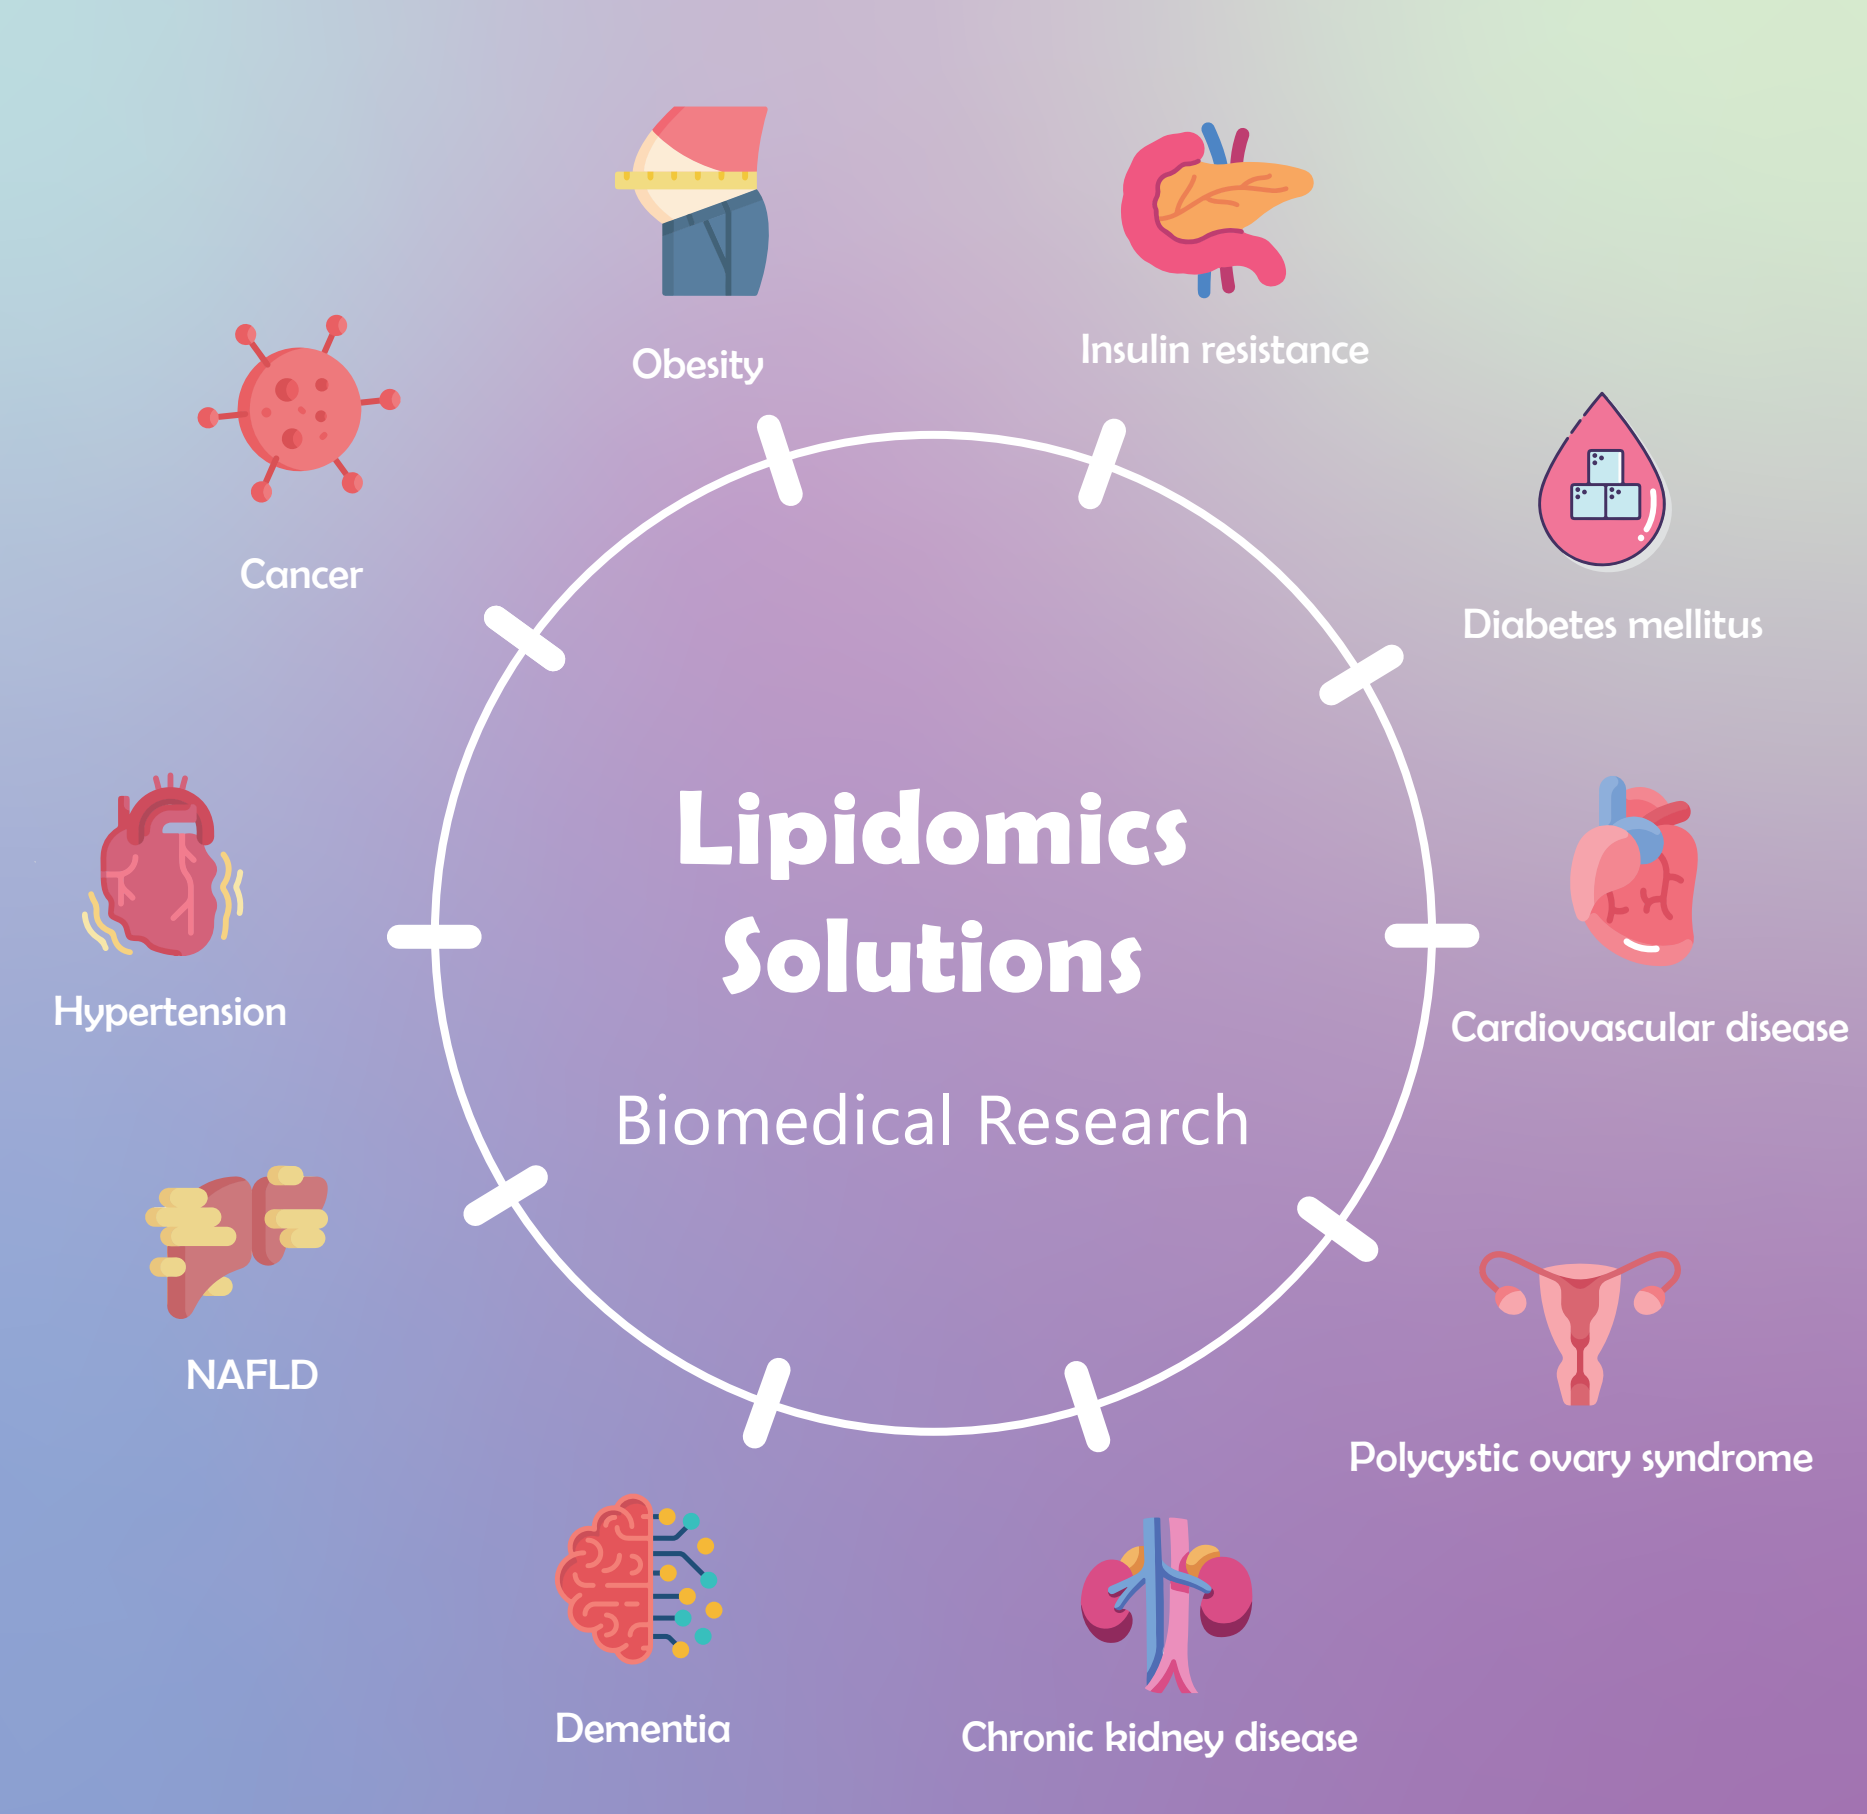 Obesity
Insulin resistance
Cancer
Diabetes mellitus
Lipidomics
Solutions
Biomedical Research
Hypertension
Cardiovascular disease
NAFLD
Polycystic ovary syndrome
Dementia
Chronic kidney disease